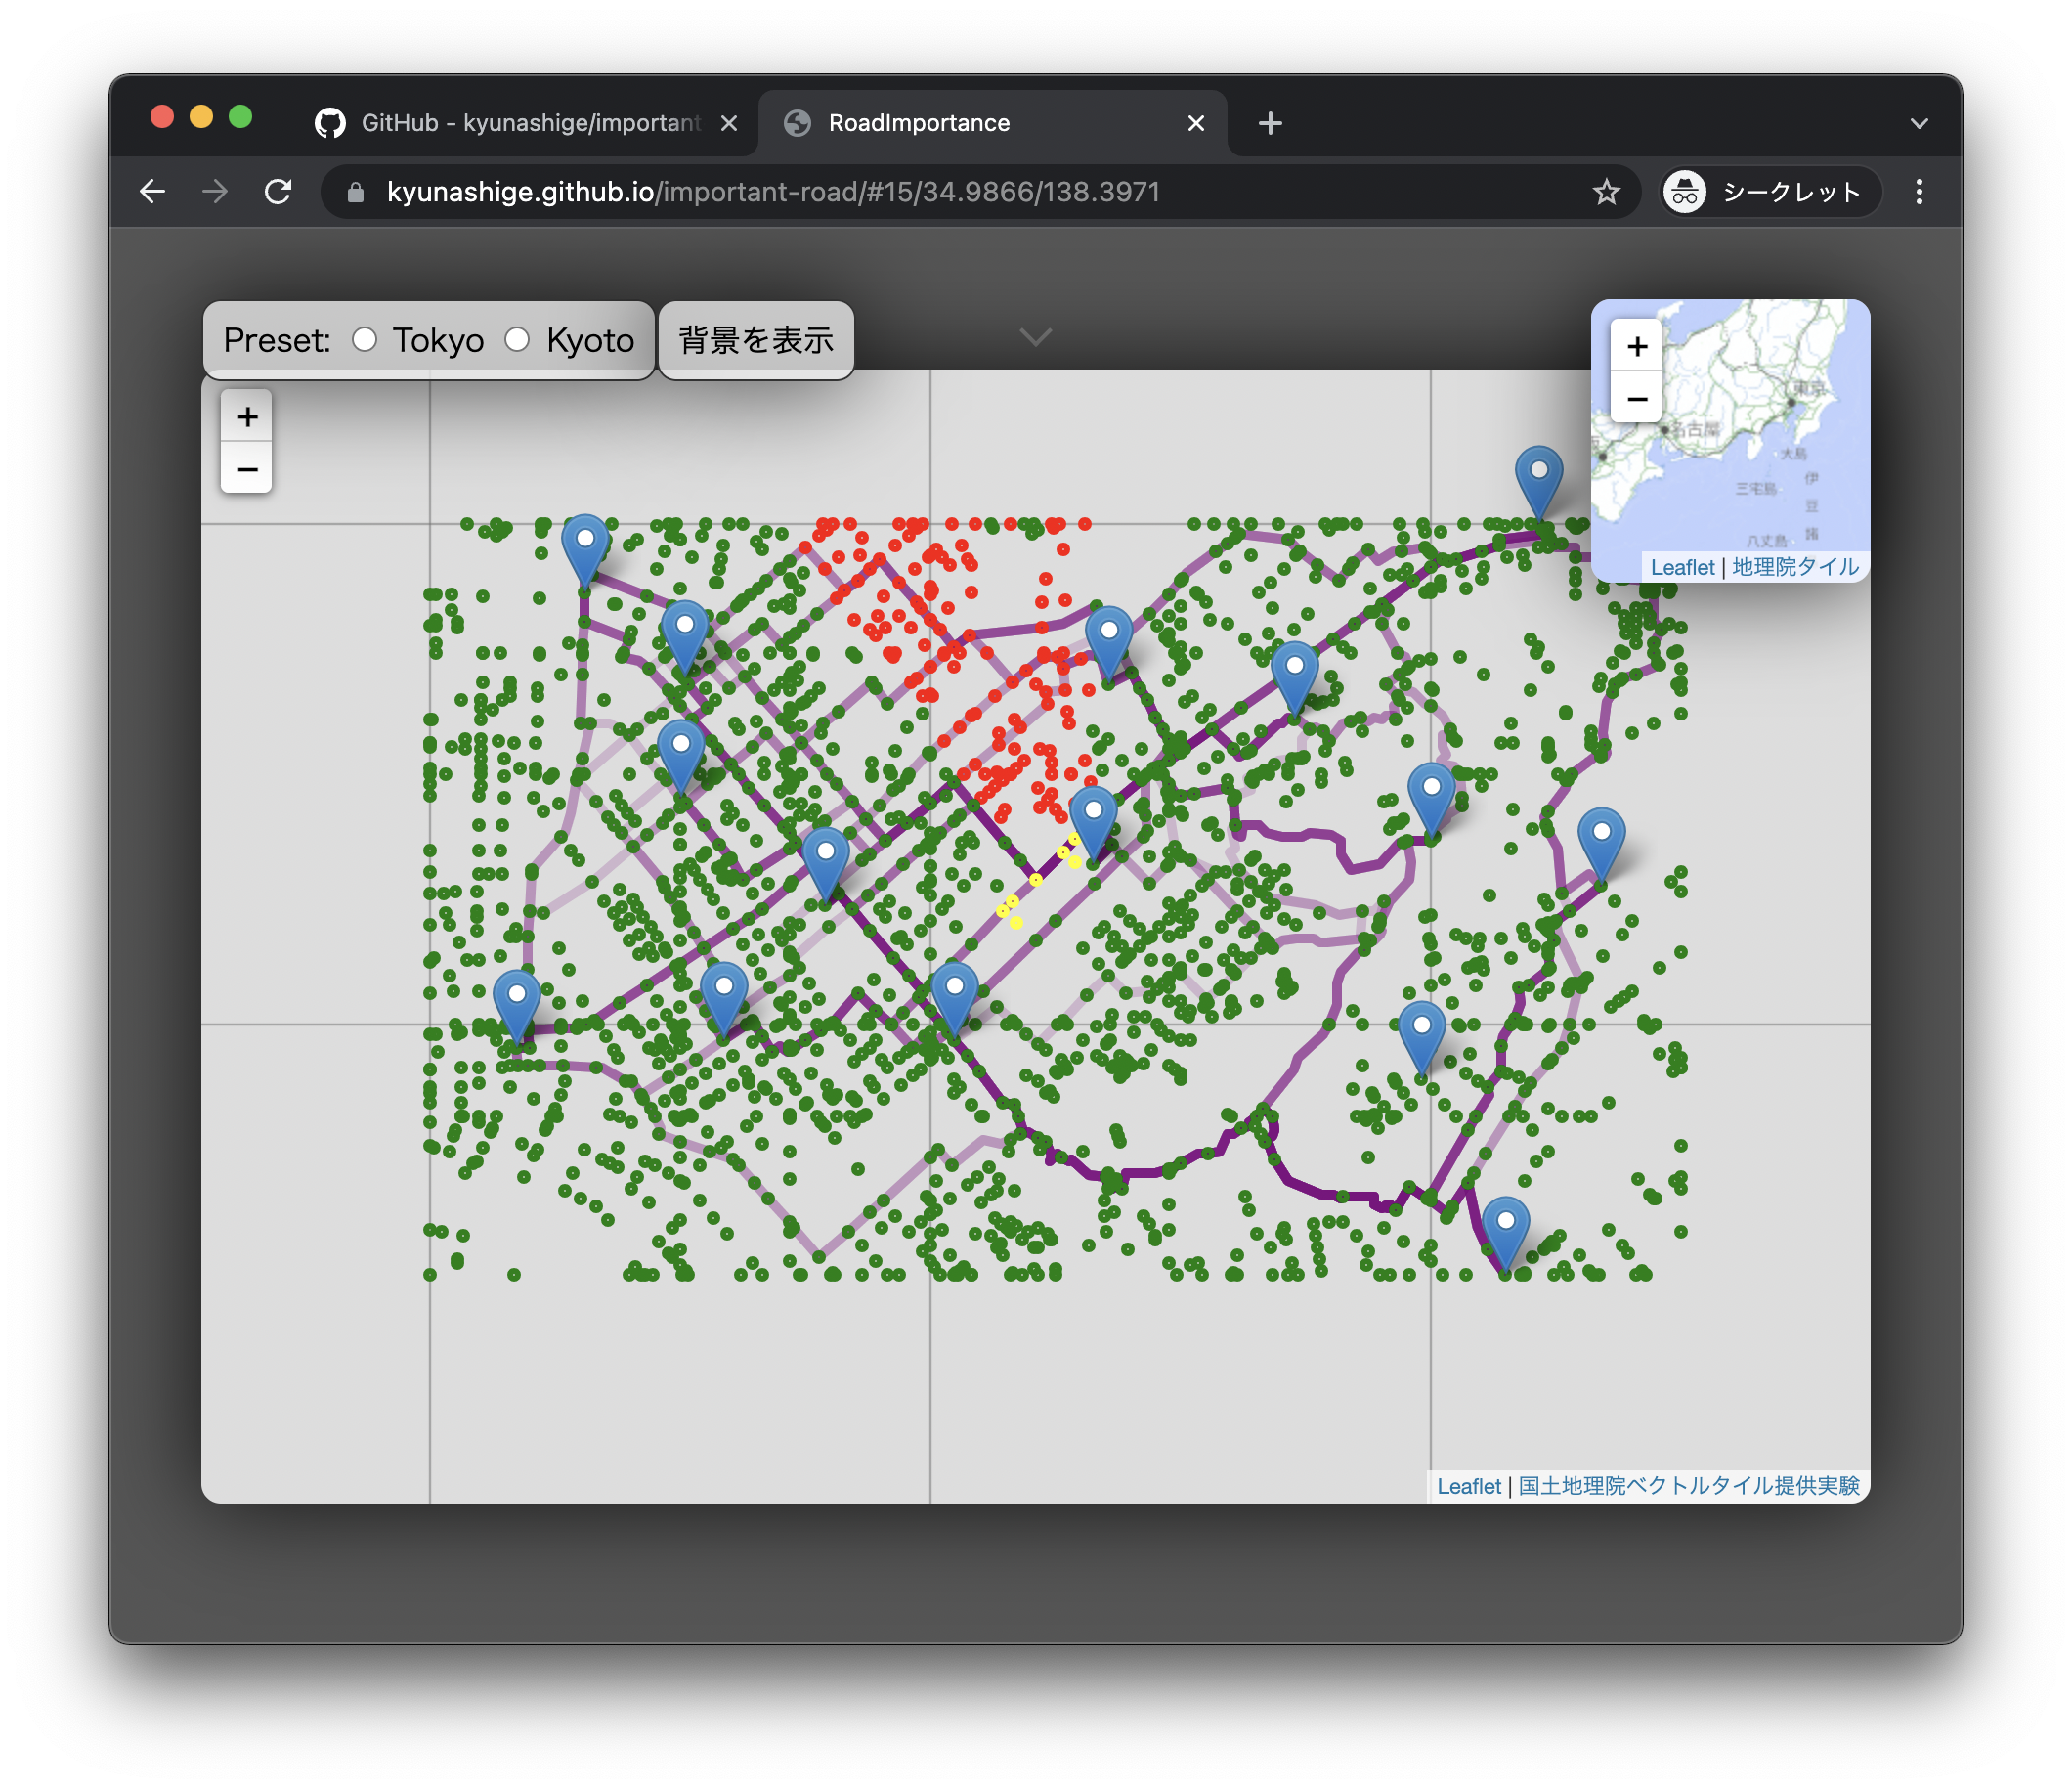 GitHub - kyunashige/important
RoadImportance
kyunashige.github.io/important-road/#15/34.9866/138.3971
シークレット
Preset: Tokyo Kyoto
背景を表示
+
−
+
−
東京
名古屋
大島
三宅島
伊
豆
諸
八丈島
Leaflet | 地理院タイル
Leaflet | 国土地理院ベクトルタイル提供実験